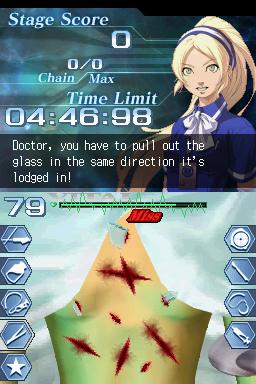 Stage Score
0
0/0
Chain / Max
Time Limit
04:46:98
Doctor, you have to pull out the
glass in the same direction it's
lodged in!
79
Miss